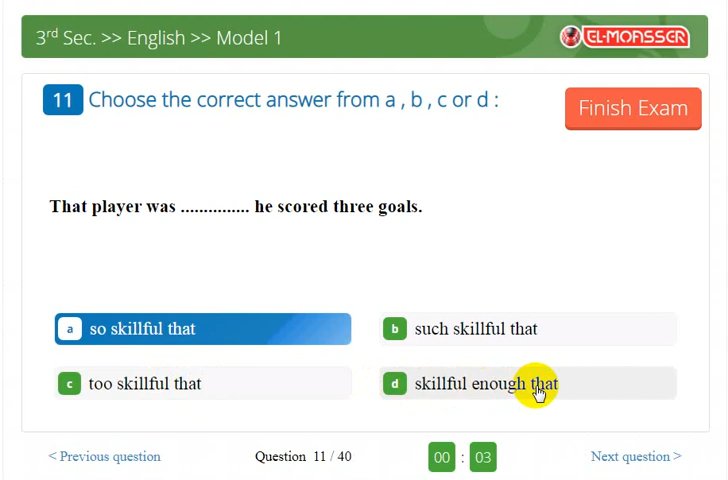 3rd Sec. >> English >> Model 1
EL-MOASSER
11 Choose the correct answer from a , b , c or d :
Finish Exam
That player was ............... he scored three goals.
a so skillful that
b such skillful that
c too skillful that
d skillful enough that
< Previous question
Question 11 / 40
00 : 03
Next question >